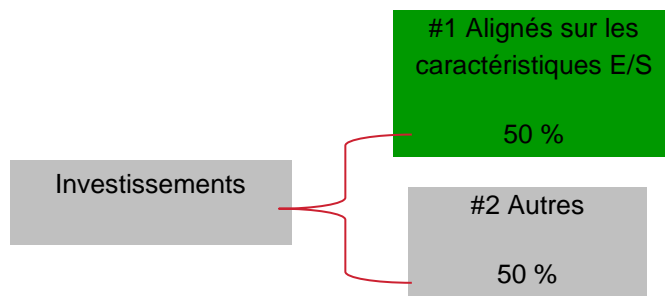 #1 Alignés sur les
caractéristiques E/S
50 %
Investissements
#2 Autres
50 %